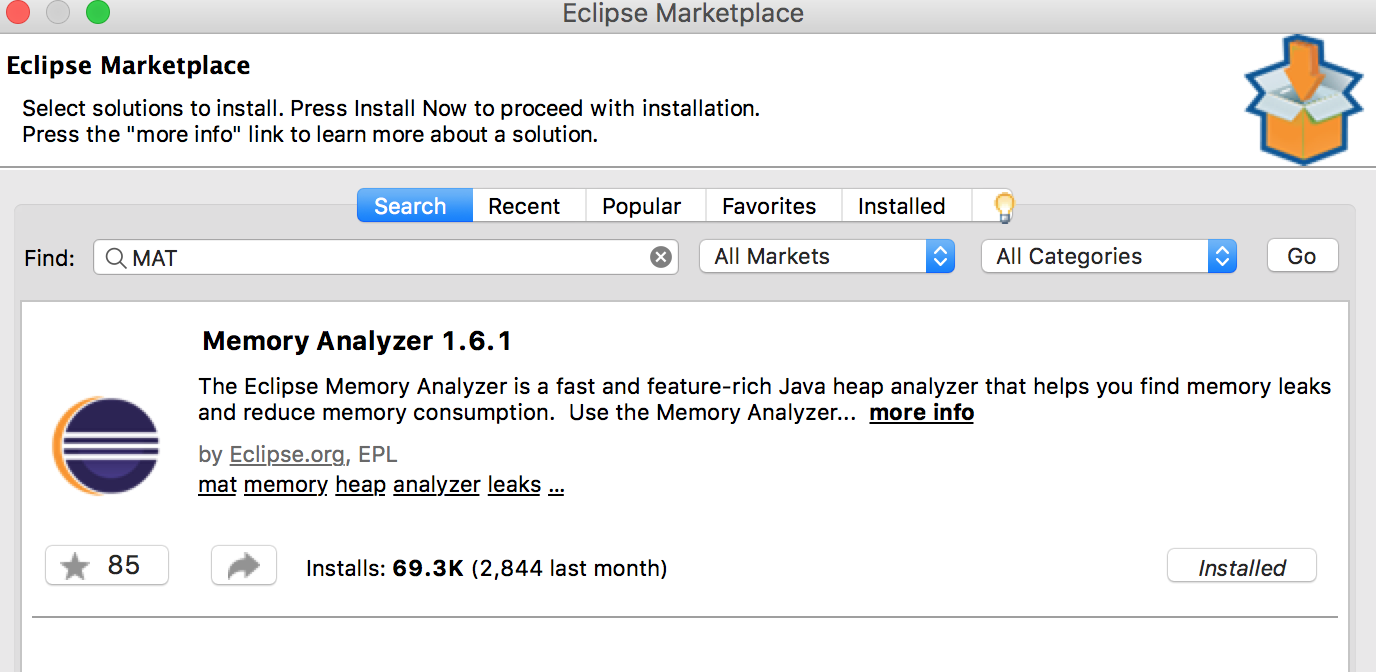 Eclipse Marketplace
Eclipse Marketplace
Select solutions to install. Press Install Now to proceed with installation.
Press the "more info" link to learn more about a solution.
Search Recent Popular Favorites Installed
Find: MAT All Markets All Categories Go
Memory Analyzer 1.6.1
The Eclipse Memory Analyzer is a fast and feature-rich Java heap analyzer that helps you find memory leaks
and reduce memory consumption.  Use the Memory Analyzer... more info
by Eclipse.org, EPL
mat memory heap analyzer leaks ...
85 Installs: 69.3K (2,844 last month) Installed